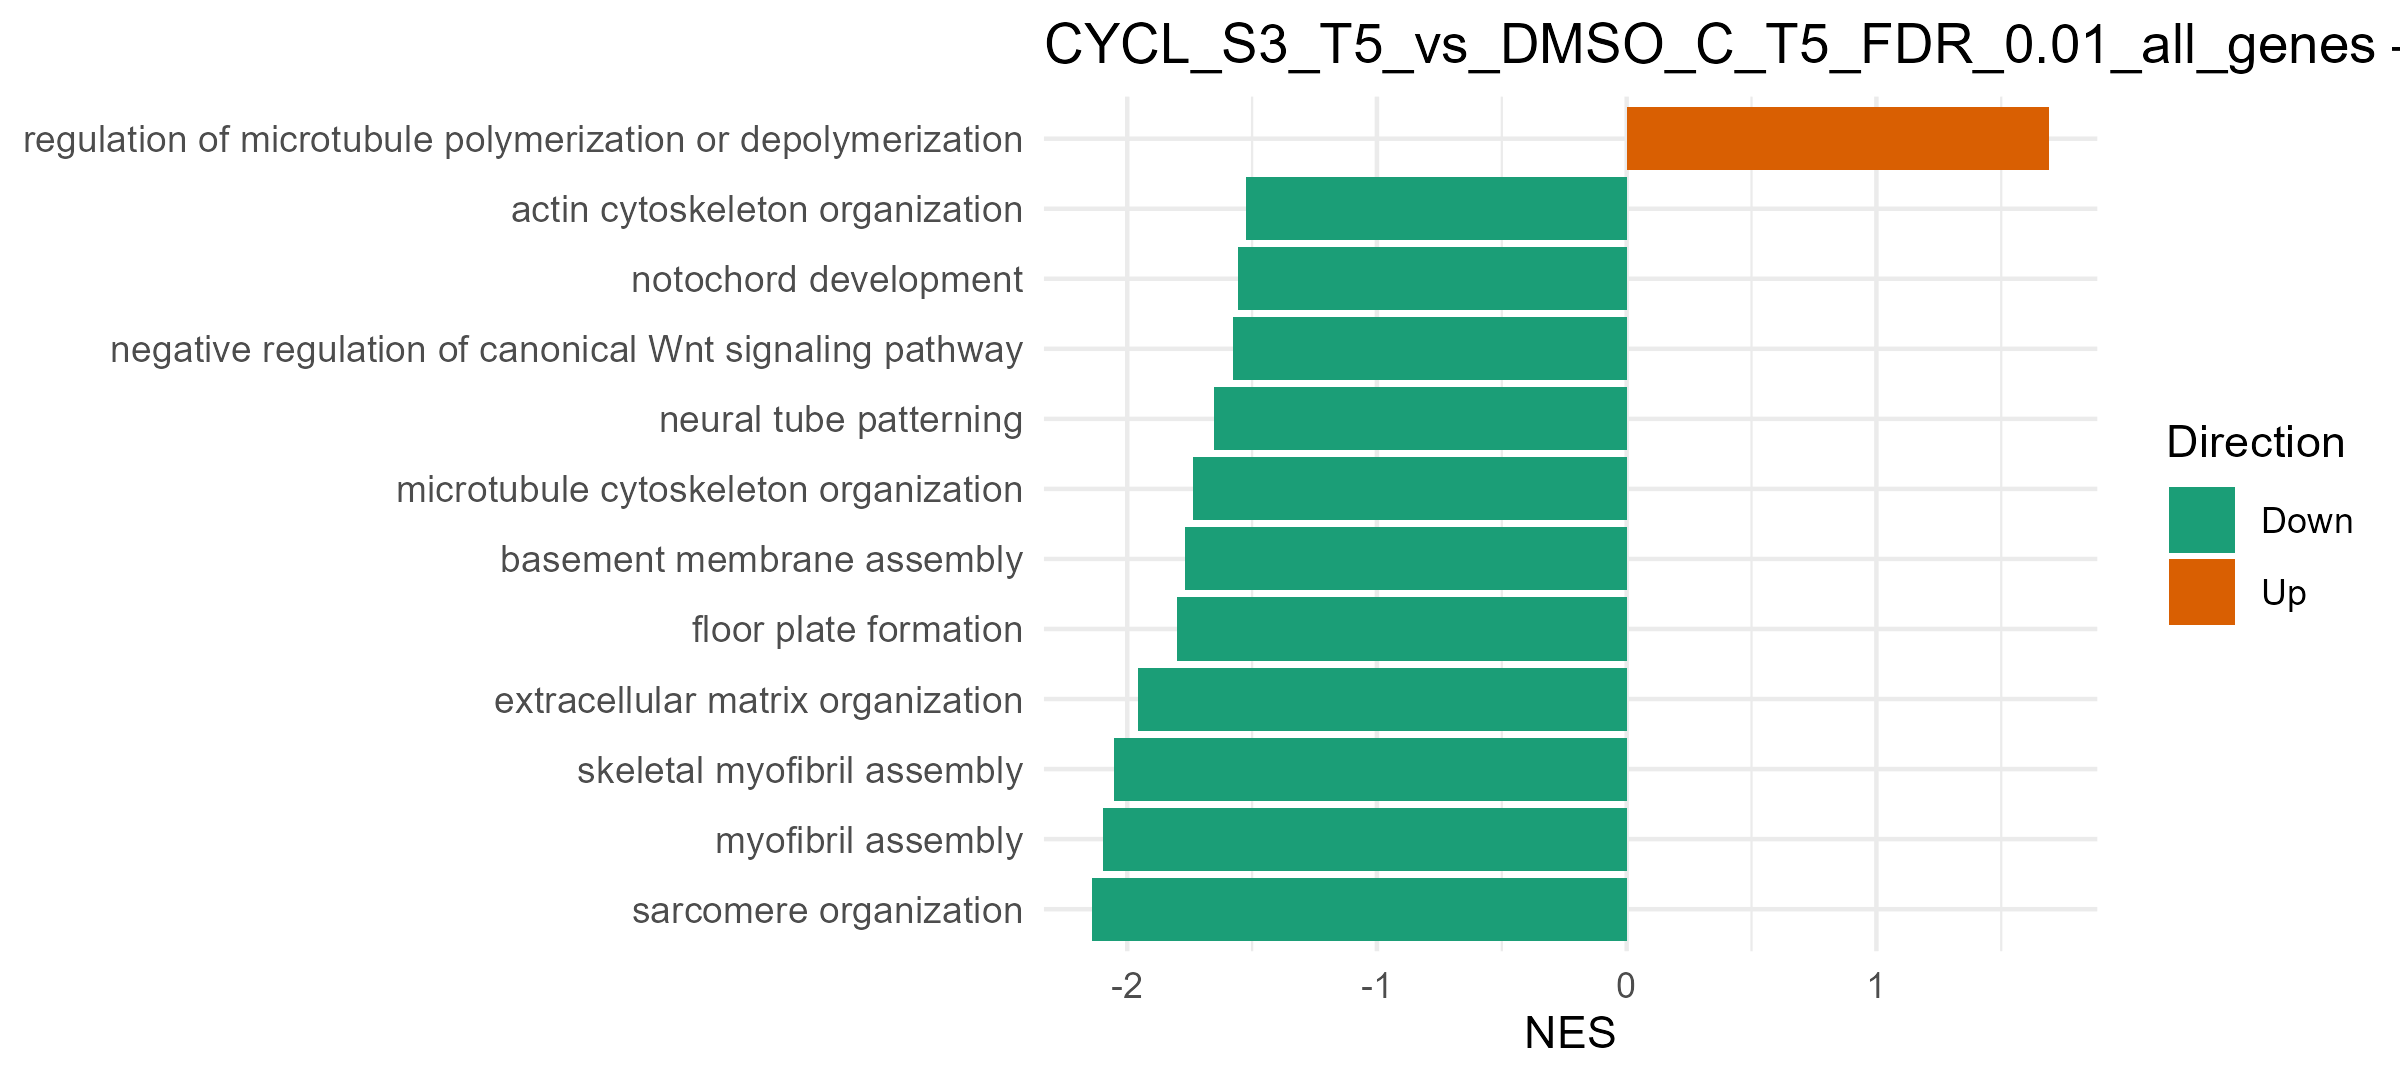 CYCL_S3_T5_vs_DMSO_C_T5_FDR_0.01_all_genes -
regulation of microtubule polymerization or depolymerization
actin cytoskeleton organization
notochord development
negative regulation of canonical Wnt signaling pathway
neural tube patterning
microtubule cytoskeleton organization
basement membrane assembly
floor plate formation
extracellular matrix organization
skeletal myofibril assembly
myofibril assembly
sarcomere organization
-2 -1 0 1
NES
Direction
Down
Up